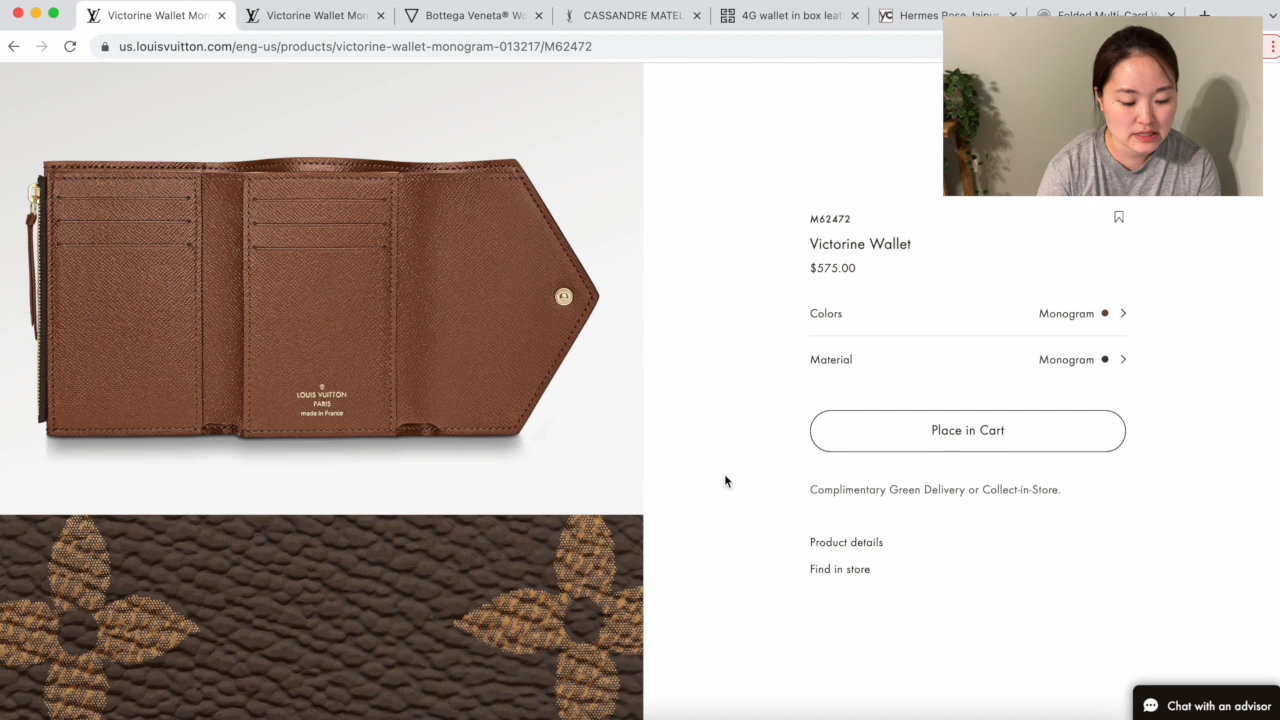 Victorine Wallet Mon
Victorine Wallet Mon
Bottega Veneta® Wo
CASSANDRE MATEL
4G wallet in box leat
Hermes Rose Jaipur
Folded Multi-Card W
us.louisvuitton.com/eng-us/products/victorine-wallet-monogram-013217/M62472
M62472
Victorine Wallet
$575.00
Colors Monogram
Material Monogram
LOUIS VUITTON
PARIS
made in France
Place in Cart
Complimentary Green Delivery or Collect-in-Store.
Product details
Find in store
Chat with an advisor